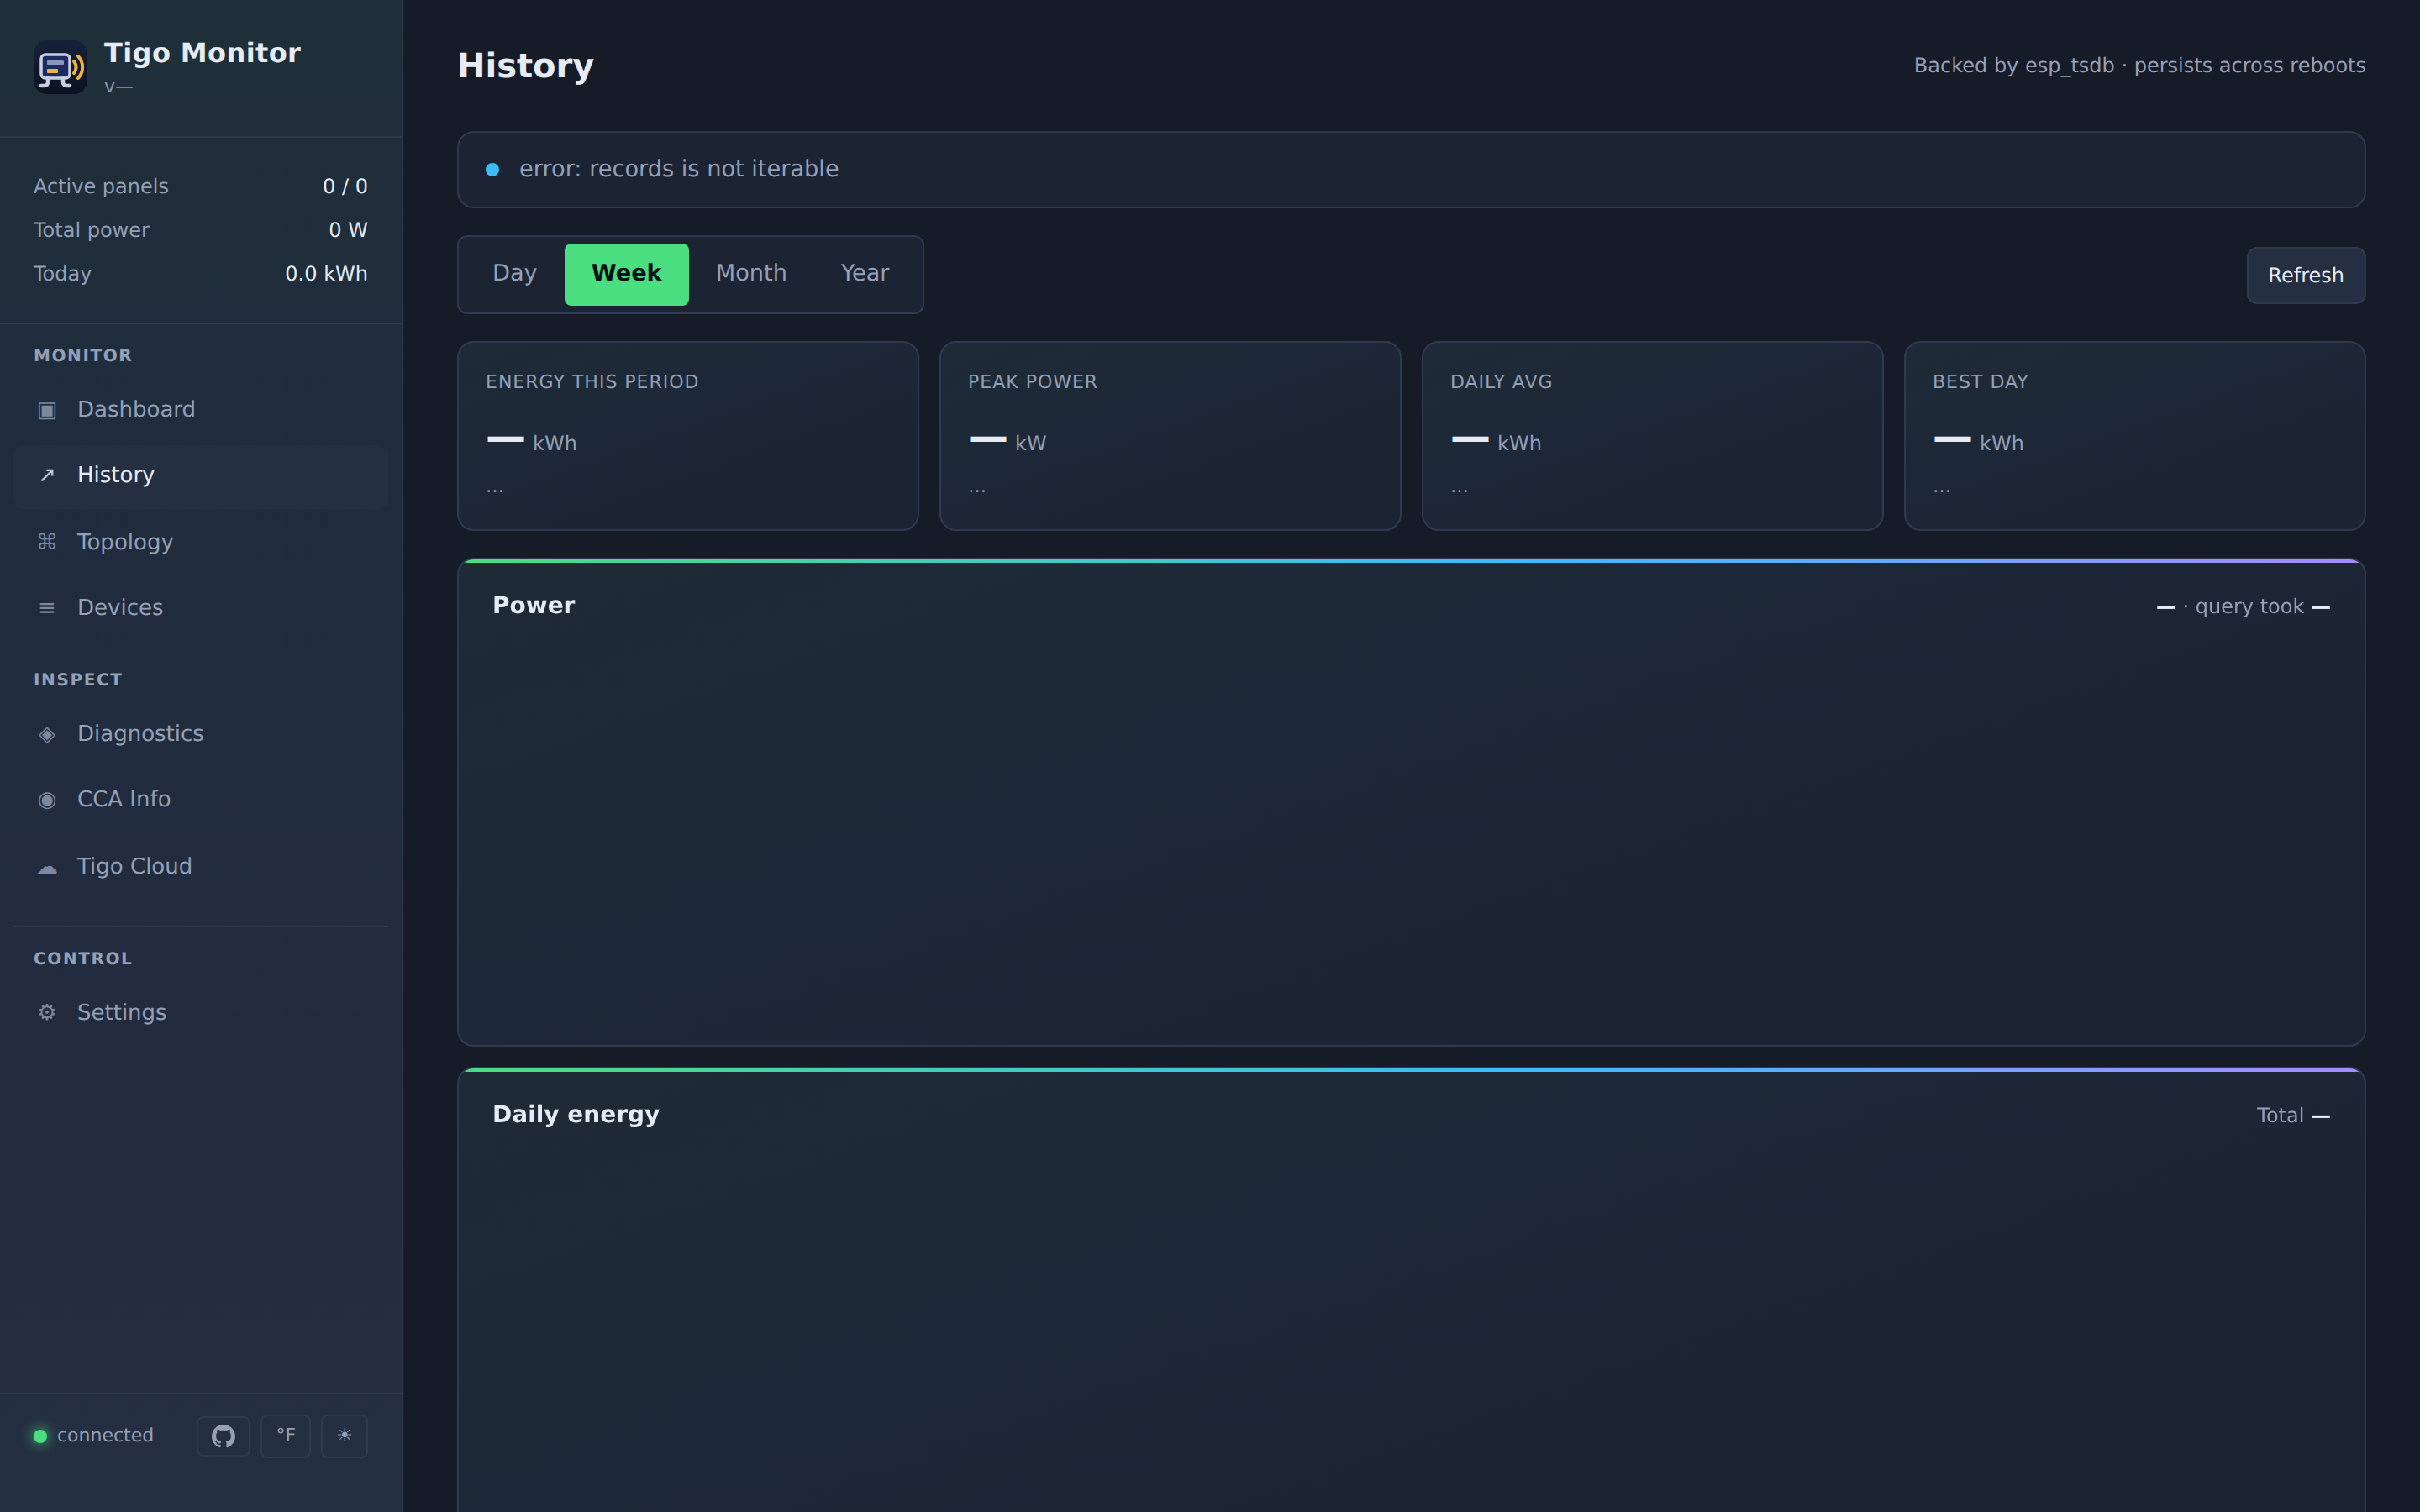 Tigo Monitor
v—
Active panels 0 / 0
Total power 0 W
Today 0.0 kWh
MONITOR
Dashboard
History
Topology
Devices
INSPECT
Diagnostics
CCA Info
Tigo Cloud
CONTROL
Settings
connected
°F
History
Backed by esp_tsdb · persists across reboots
error: records is not iterable
Day Week Month Year
Refresh
ENERGY THIS PERIOD
— kWh
...
PEAK POWER
— kW
...
DAILY AVG
— kWh
...
BEST DAY
— kWh
...
Power
— · query took —
Daily energy
Total —